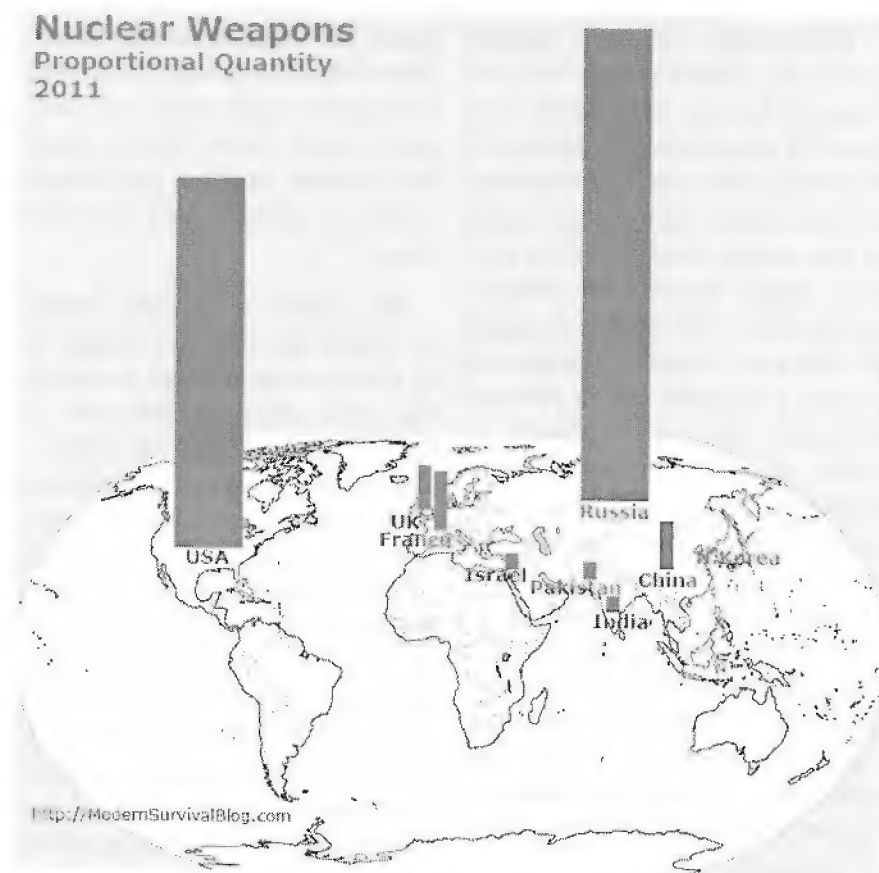 Nuclear Weapons
Proportional Quantity
2011
Russia
UK
France
USA
Israel
Pakistan
China
N Korea
India
http://ModernSurvivalBlog.com